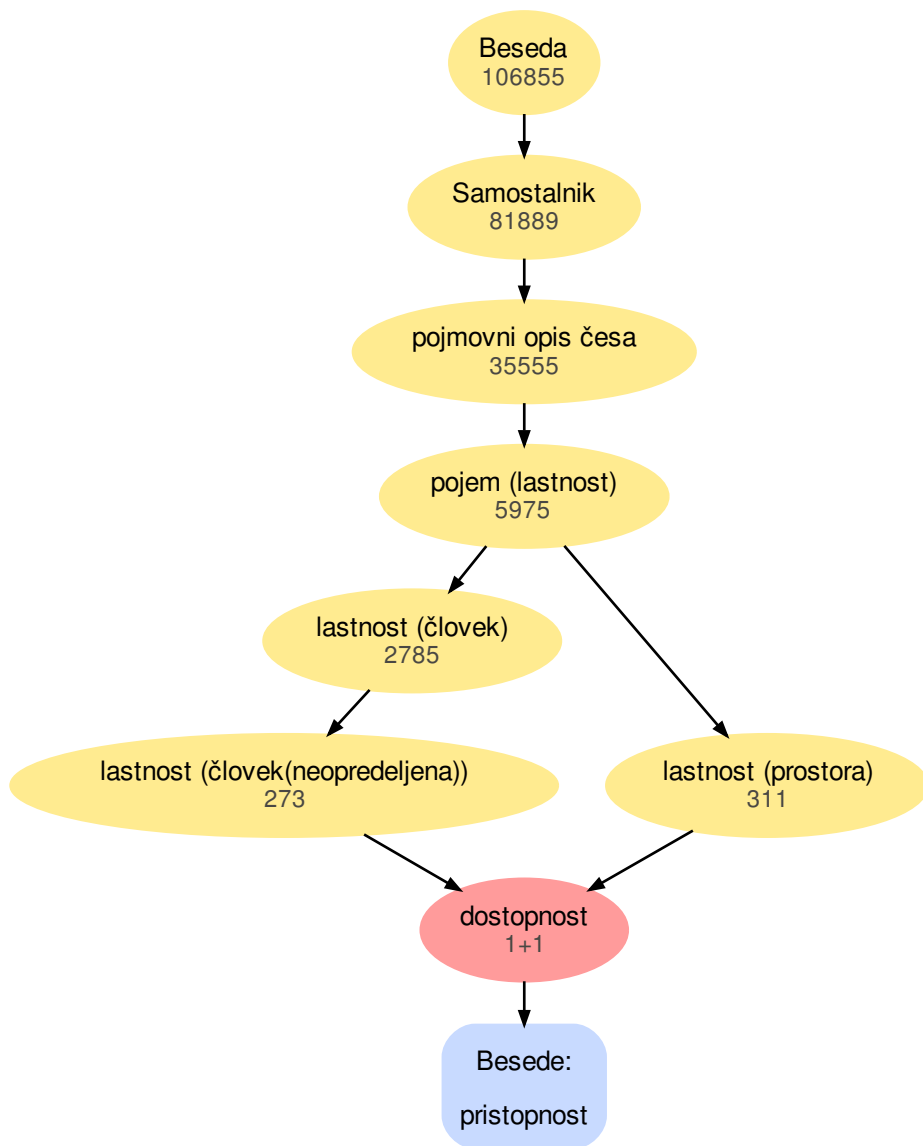 Beseda
106855
Samostalnik
81889
pojmovni opis česa
35555
pojem (lastnost)
5975
lastnost (človek)
2785
lastnost (človek(neopredeljena))
273
lastnost (prostora)
311
dostopnost
1+1
Besede:
pristopnost